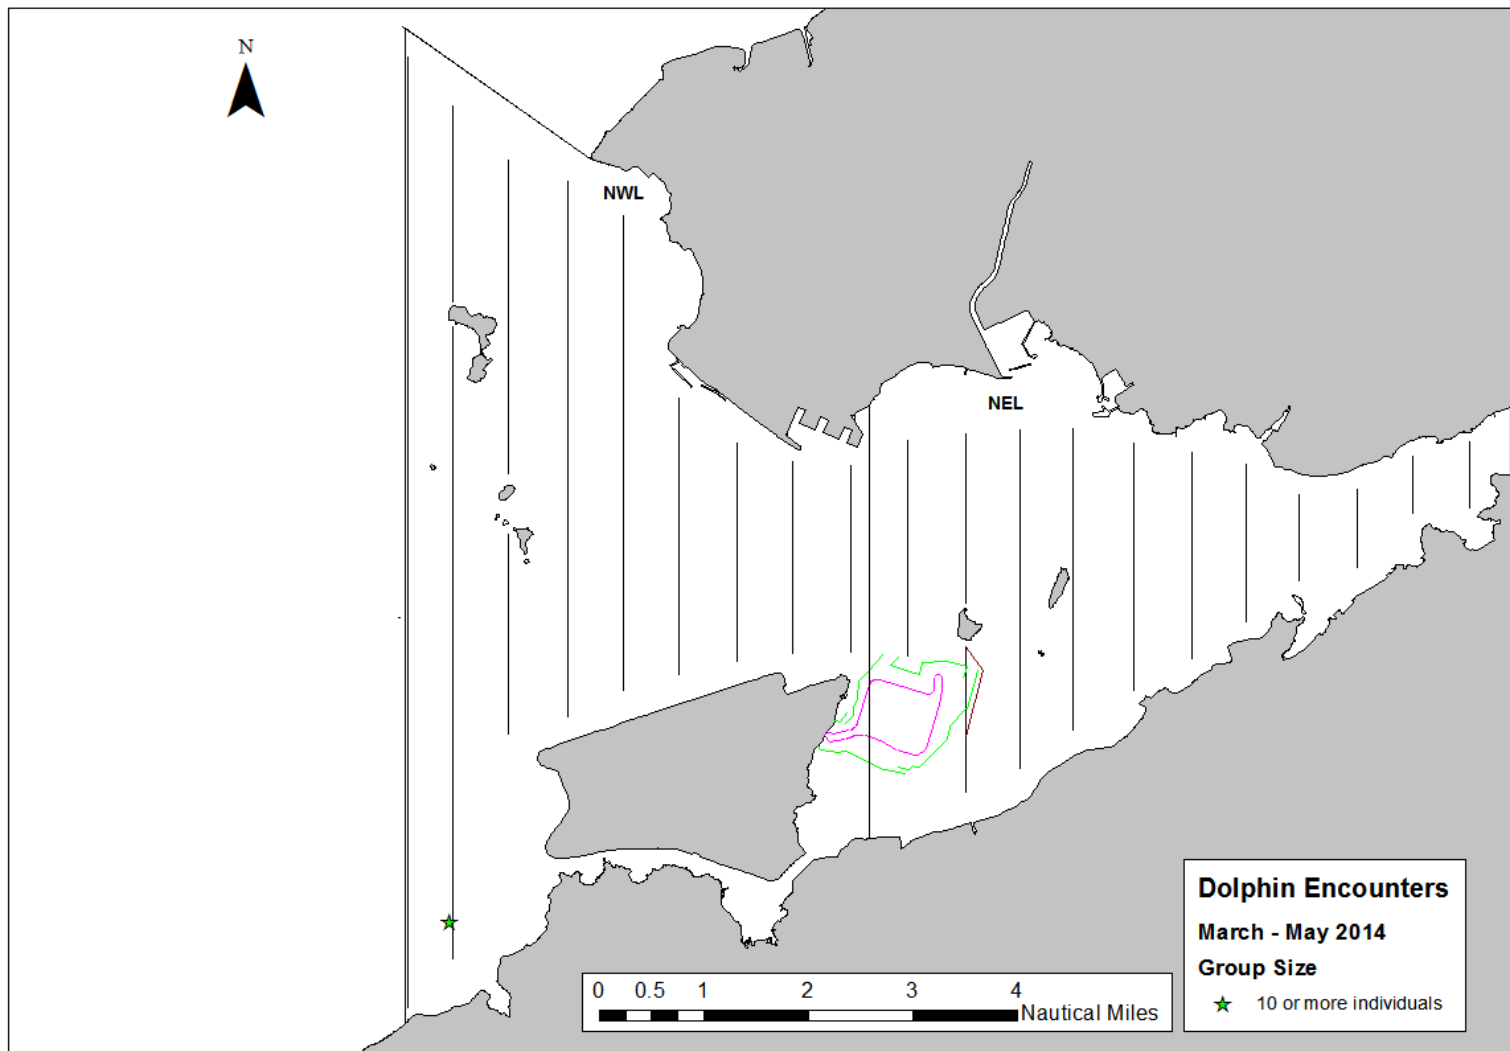 N
NWL
NEL
Dolphin Encounters
March - May 2014
Group Size
10 or more individuals
0 0.5 1 2 3 4
Nautical Miles